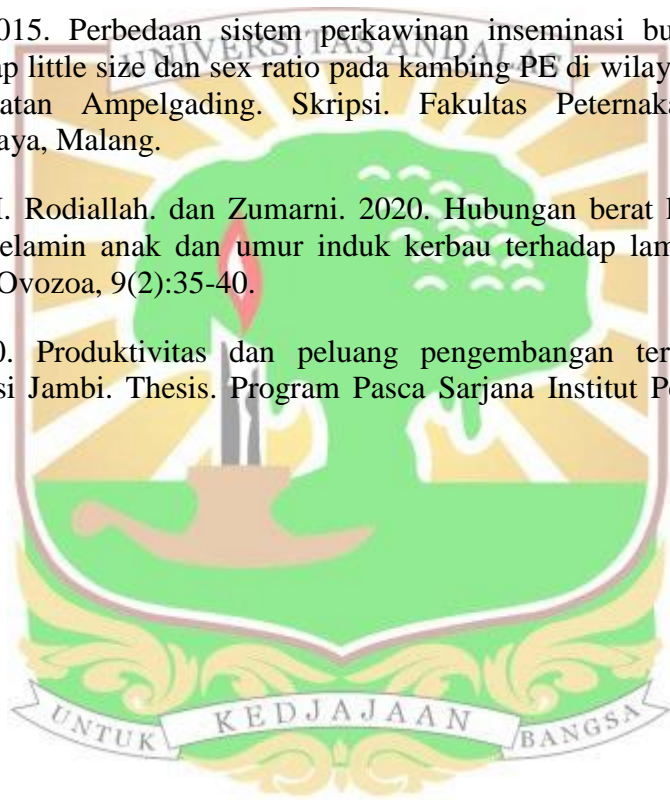 015. Perbedaan sistem perkawinan inseminasi bu
UNIVERSITAS ANDALAS
ap little size dan sex ratio pada kambing PE di wilay
atan Ampelgading. Skripsi. Fakultas Peternak
aya, Malang.
I. Rodiallah. dan Zumarni. 2020. Hubungan berat
elamin anak dan umur induk kerbau terhadap lam
Ovozoa, 9(2):35-40.
0. Produktivitas dan peluang pengembangan ter
si Jambi. Thesis. Program Pasca Sarjana Institut P
UNTUK KEDJAJAAN BANGSA